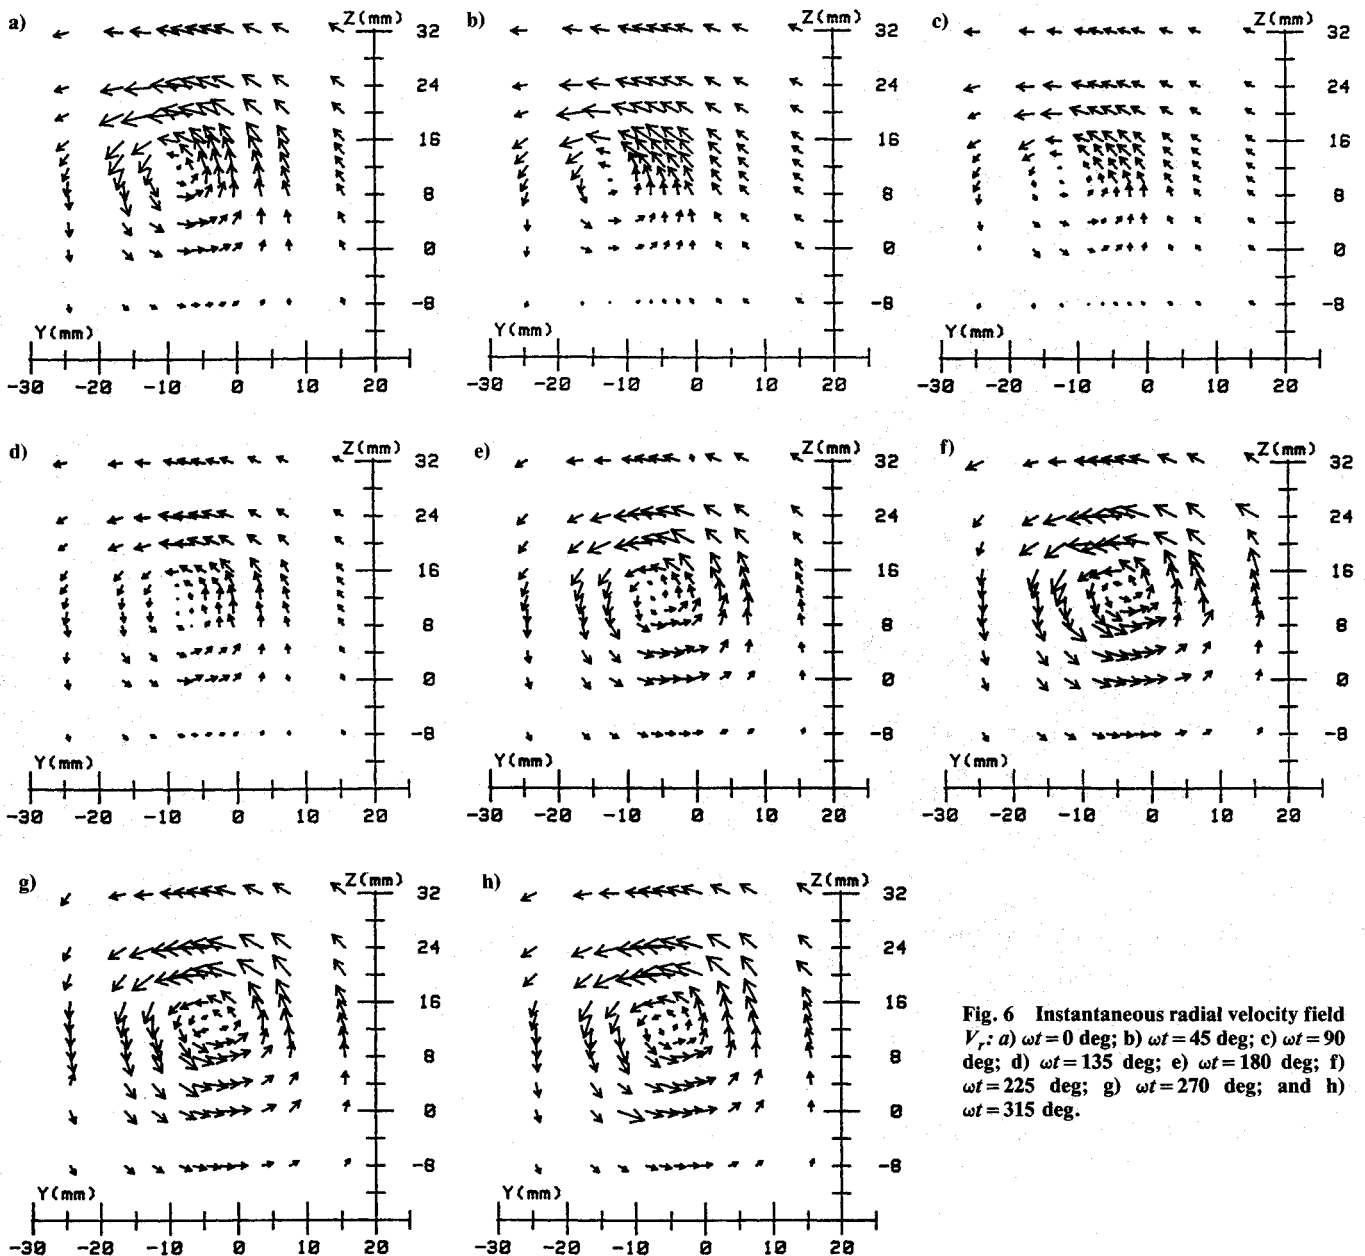 a)
Z(mm)
32
24
16
8
0
-8
Y(mm)
-30 -20 -10 0 10 20
b)
Z(mm)
32
24
16
8
0
-8
Y(mm)
-30 -20 -10 0 10 20
c)
Z(mm)
32
24
16
8
0
-8
Y(mm)
-30 -20 -10 0 10 20
d)
Z(mm)
32
24
16
8
0
-8
Y(mm)
-30 -20 -10 0 10 20
e)
Z(mm)
32
24
16
8
0
-8
Y(mm)
-30 -20 -10 0 10 20
f)
Z(mm)
32
24
16
8
0
-8
Y(mm)
-30 -20 -10 0 10 20
g)
Z(mm)
32
24
16
8
0
-8
Y(mm)
-30 -20 -10 0 10 20
h)
Z(mm)
32
24
16
8
0
-8
Y(mm)
-30 -20 -10 0 10 20
Fig. 6 Instantaneous radial velocity field
Vr: a) ωt = 0 deg; b) ωt = 45 deg; c) ωt = 90
deg; d) ωt = 135 deg; e) ωt = 180 deg; f)
ωt = 225 deg; g) ωt = 270 deg; and h)
ωt = 315 deg.